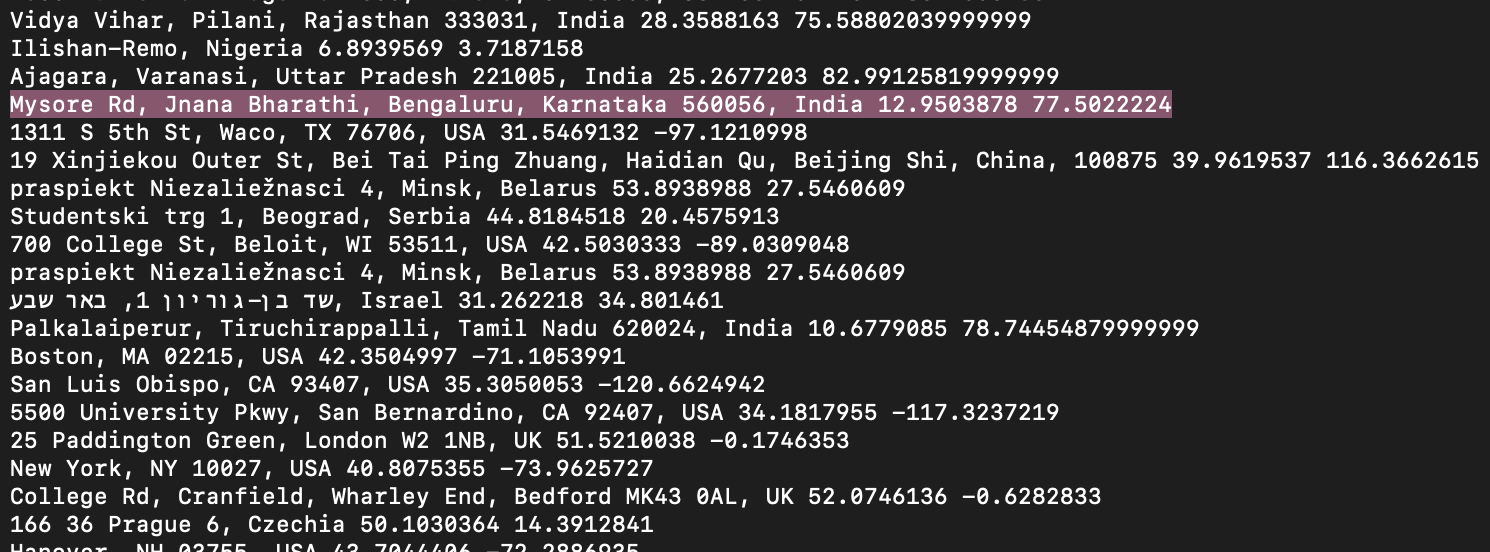 Vidya Vihar, Pilani, Rajasthan 333031, India 28.3588163 75.58802039999999
Ilishan-Remo, Nigeria 6.8939569 3.7187158
Ajagara, Varanasi, Uttar Pradesh 221005, India 25.2677203 82.99125819999999
Mysore Rd, Jnana Bharathi, Bengaluru, Karnataka 560056, India 12.9503878 77.5022224
1311 S 5th St, Waco, TX 76706, USA 31.5469132 -97.1210998
19 Xinjiekou Outer St, Bei Tai Ping Zhuang, Haidian Qu, Beijing Shi, China, 100875 39.9619537 116.3662615
praspiekt Niezaliežnasci 4, Minsk, Belarus 53.8938988 27.5460609
Studentski trg 1, Beograd, Serbia 44.8184518 20.4575913
700 College St, Beloit, WI 53511, USA 42.5030333 -89.0309048
praspiekt Niezaliežnasci 4, Minsk, Belarus 53.8938988 27.5460609
שד בן-גוריון 1, באר שבע, Israel 31.262218 34.801461
Palkalaiperur, Tiruchirappalli, Tamil Nadu 620024, India 10.6779085 78.74454879999999
Boston, MA 02215, USA 42.3504997 -71.1053991
San Luis Obispo, CA 93407, USA 35.3050053 -120.6624942
5500 University Pkwy, San Bernardino, CA 92407, USA 34.1817955 -117.3237219
25 Paddington Green, London W2 1NB, UK 51.5210038 -0.1746353
New York, NY 10027, USA 40.8075355 -73.9625727
College Rd, Cranfield, Wharley End, Bedford MK43 0AL, UK 52.0746136 -0.6282833
166 36 Prague 6, Czechia 50.1030364 14.3912841
Hanover, NH 03755, USA 43.7044406 -72.2886935